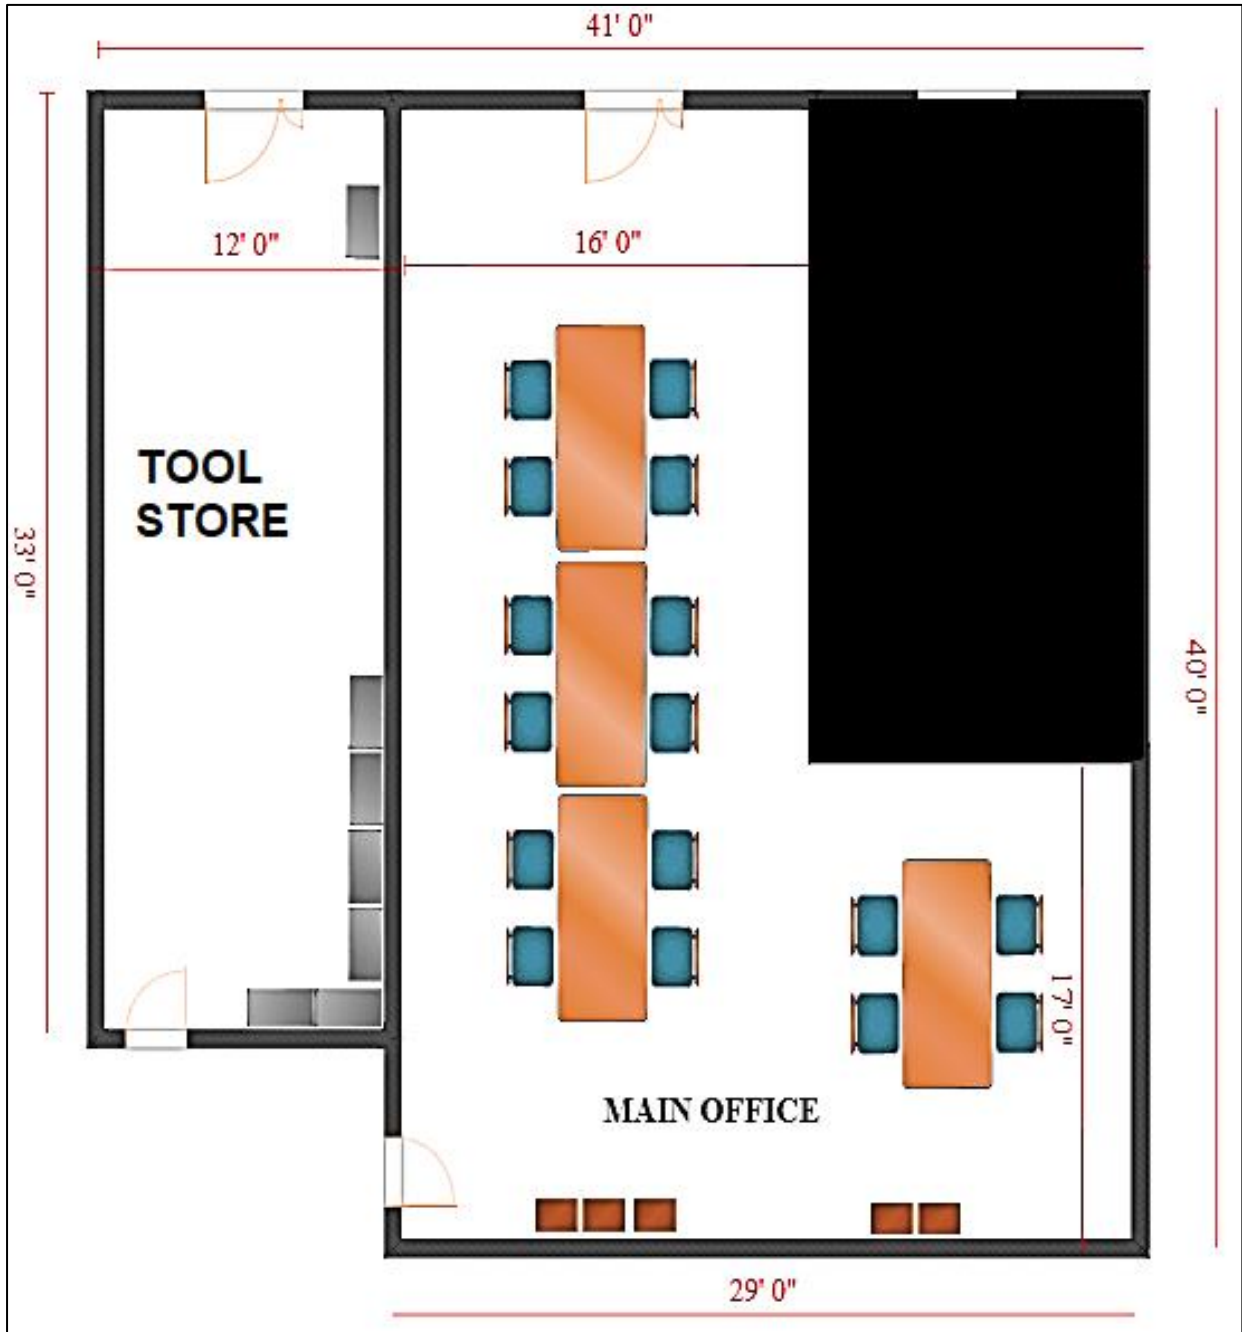 41' 0"
12' 0"
16' 0"
TOOL
STORE
33' 0"
40' 0"
17' 0"
MAIN OFFICE
29' 0"